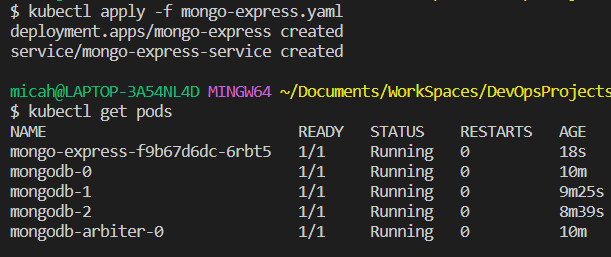 $ kubectl apply -f mongo-express.yaml
deployment.apps/mongo-express created
service/mongo-express-service created
micah@LAPTOP-3A54NL4D MINGW64 ~/Documents/WorkSpaces/DevOpsProjects
$ kubectl get pods
NAME READY STATUS RESTARTS AGE
mongo-express-f9b67d6dc-6rbt5 1/1 Running 0 18s
mongodb-0 1/1 Running 0 10m
mongodb-1 1/1 Running 0 9m25s
mongodb-2 1/1 Running 0 8m39s
mongodb-arbiter-0 1/1 Running 0 10m